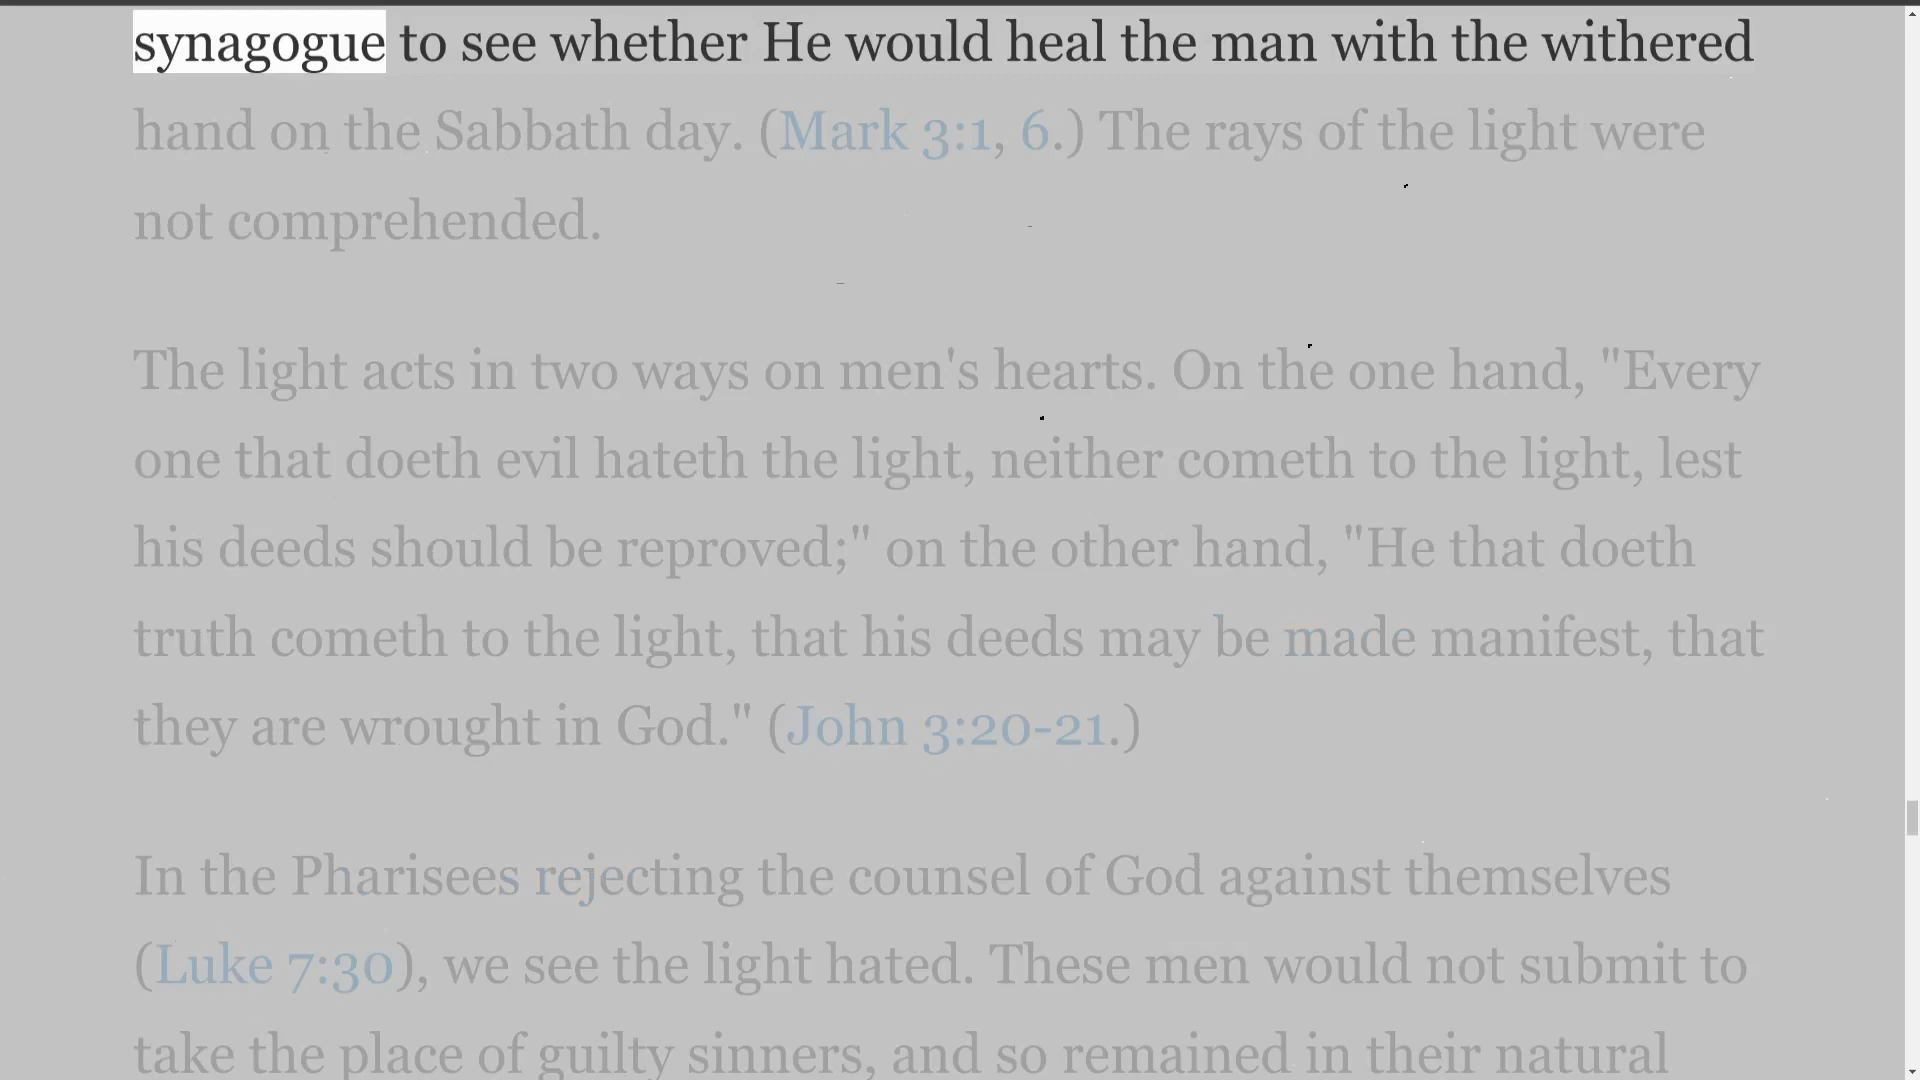 synagogue to see whether He would heal the man with the withered
hand on the Sabbath day. (Mark 3:1, 6.) The rays of the light were
not comprehended.
The light acts in two ways on men's hearts. On the one hand, "Every
one that doeth evil hateth the light, neither cometh to the light, lest
his deeds should be reproved;" on the other hand, "He that doeth
truth cometh to the light, that his deeds may be made manifest, that
they are wrought in God." (John 3:20-21.)
In the Pharisees rejecting the counsel of God against themselves
(Luke 7:30), we see the light hated. These men would not submit to
take the place of guilty sinners, and so remained in their natural